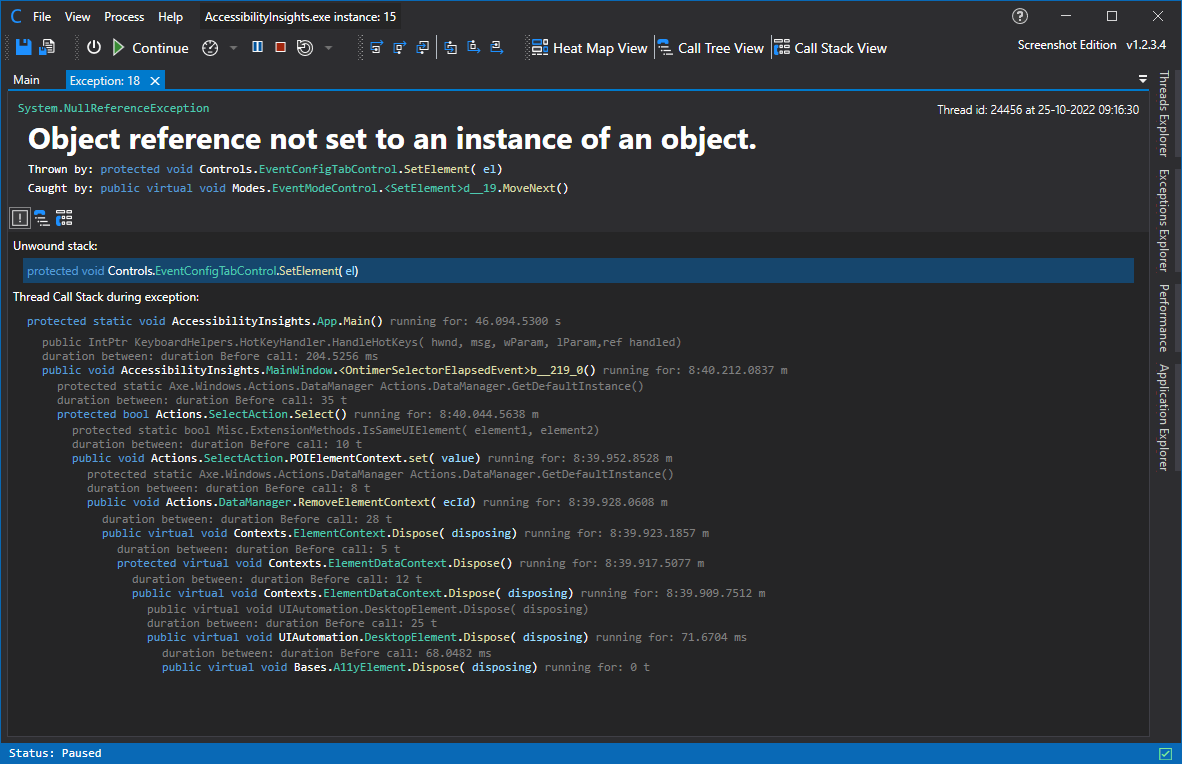 C File View Process Help AccessibilityInsights.exe instance: 15
Continue Heat Map View Call Tree View Call Stack View Screenshot Edition v1.2.3.4
Main Exception: 18
System.NullReferenceException
Thread id: 24456 at 25-10-2022 09:16:30
Object reference not set to an instance of an object.
Thrown by: protected void Controls.EventConfigTabControl.SetElement( el)
Caught by: public virtual void Modes.EventModeControl.<SetElement>d__19.MoveNext()
Unwound stack:
protected void Controls.EventConfigTabControl.SetElement( el)
Thread Call Stack during exception:
protected static void AccessibilityInsights.App.Main() running for: 46.094.5300 s
public IntPtr KeyboardHelpers.HotKeyHandler.HandleHotKeys( hwnd, msg, wParam, lParam,ref handled)
duration between: duration Before call: 204.5256 ms
public void AccessibilityInsights.MainWindow.<OntimerSelectorElapsedEvent>b__219_0() running for: 8:40.212.0837 m
protected static Axe.Windows.Actions.DataManager Actions.DataManager.GetDefaultInstance()
duration between: duration Before call: 35 t
protected bool Actions.SelectAction.Select() running for: 8:40.044.5638 m
protected static bool Misc.ExtensionMethods.IsSameUIElement( element1, element2)
duration between: duration Before call: 10 t
public void Actions.SelectAction.POIElementContext.set( value) running for: 8:39.952.8528 m
protected static Axe.Windows.Actions.DataManager Actions.DataManager.GetDefaultInstance()
duration between: duration Before call: 8 t
public void Actions.DataManager.RemoveElementContext( ecId) running for: 8:39.928.0608 m
duration between: duration Before call: 28 t
public virtual void Contexts.ElementContext.Dispose( disposing) running for: 8:39.923.1857 m
duration between: duration Before call: 5 t
protected virtual void Contexts.ElementDataContext.Dispose() running for: 8:39.917.5077 m
duration between: duration Before call: 12 t
public virtual void Contexts.ElementDataContext.Dispose( disposing) running for: 8:39.909.7512 m
public virtual void UIAutomation.DesktopElement.Dispose( disposing)
duration between: duration Before call: 25 t
public virtual void UIAutomation.DesktopElement.Dispose( disposing) running for: 71.6704 ms
duration between: duration Before call: 68.0482 ms
public virtual void Bases.A11yElement.Dispose( disposing) running for: 0 t
Threads Explorer
Exceptions Explorer
Performance
Application Explorer
Status: Paused